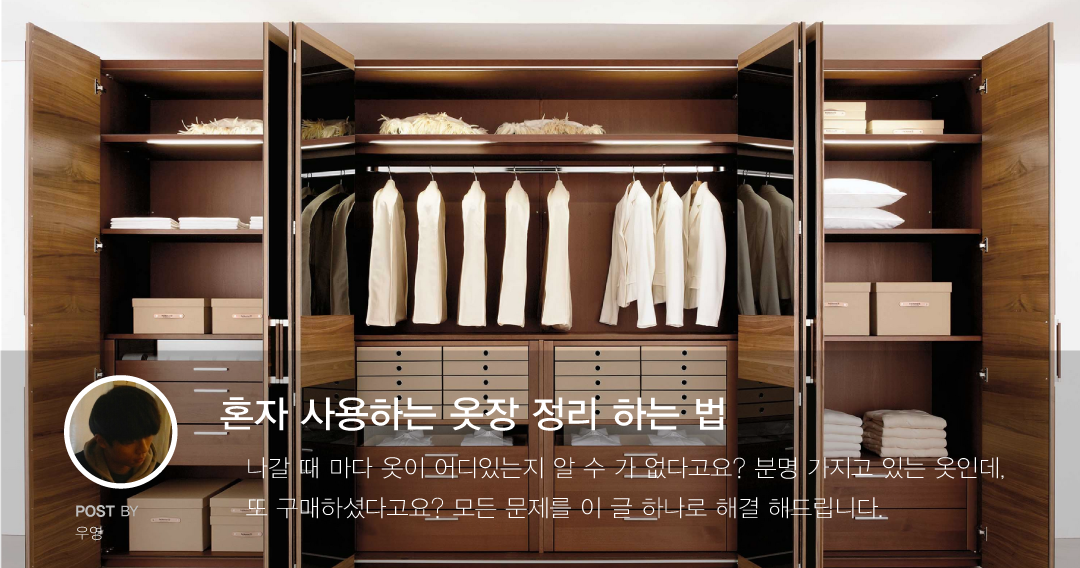 혼자 사용하는 옷장 정리 하는 법
나갈 때 마다 옷이 어디있는지 알 수 가 없다고요? 분명 가지고 있는 옷인데,
또 구매하셨다고요? 모든 문제를 이 글 하나로 해결 해드립니다.
POST BY
우영